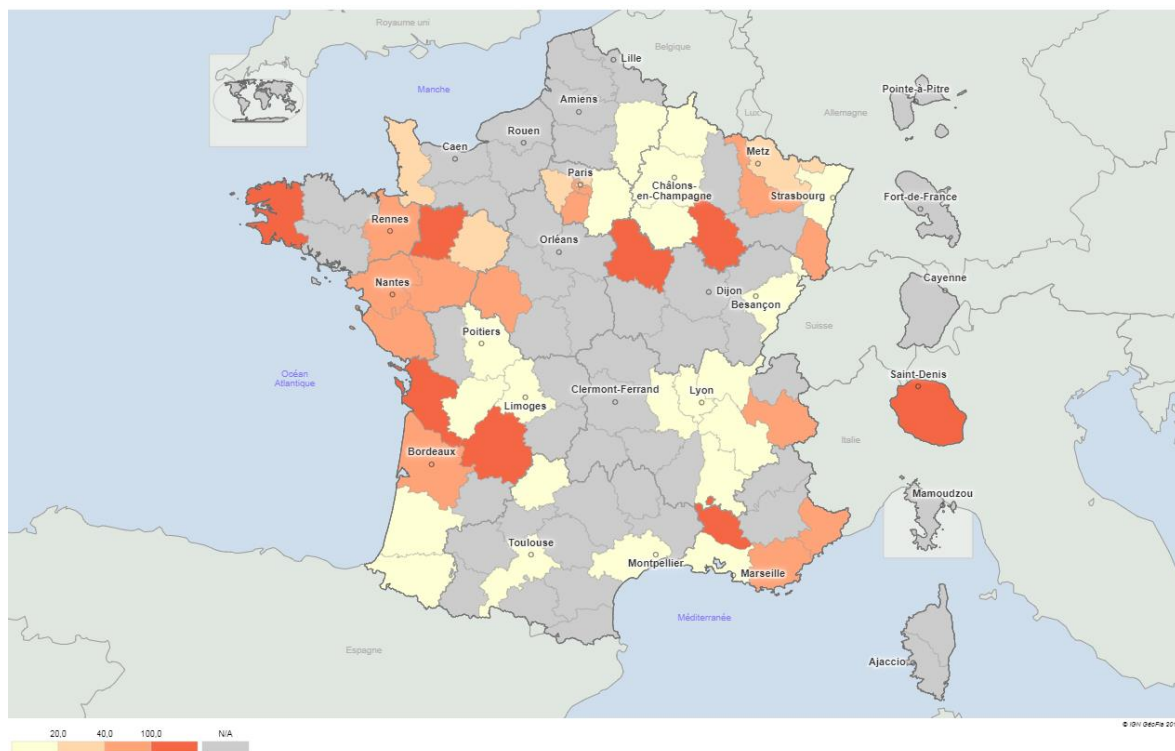 Royaume uni
Belgique
Lille
Manche
Amiens
Pointe-à-Pitre
Allemagne
Lux.
Rouen
Caen
Metz
Paris
Châlons-
en-Champagne
Strasbourg
Fort-de-France
Rennes
Orléans
Nantes
Dijon
Besançon
Cayenne
Suisse
Poitiers
Océan
Atlantique
Clermont-Ferrand
Lyon
Limoges
Saint-Denis
Italie
Bordeaux
Mamoudzou
Toulouse
Montpellier
Marseille
Méditerranée
Espagne
Ajaccio
© IGN GéoFla
20,0 40,0 100,0 N/A